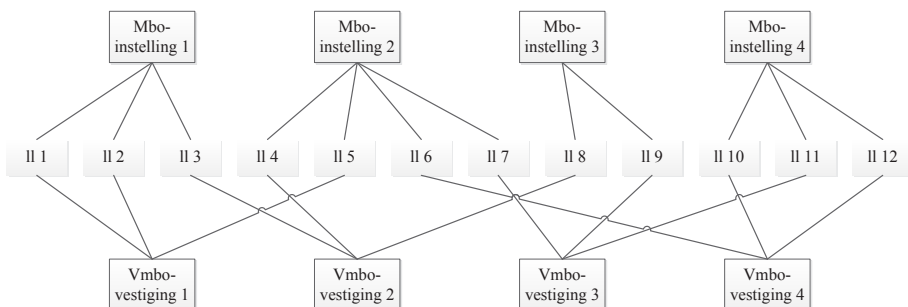 Mbo-
instelling 1
Mbo-
instelling 2
Mbo-
instelling 3
Mbo-
instelling 4
ll 1
ll 2
ll 3
ll 4
ll 5
ll 6
ll 7
ll 8
ll 9
ll 10
ll 11
ll 12
Vmbo-
vestiging 1
Vmbo-
vestiging 2
Vmbo-
vestiging 3
Vmbo-
vestiging 4